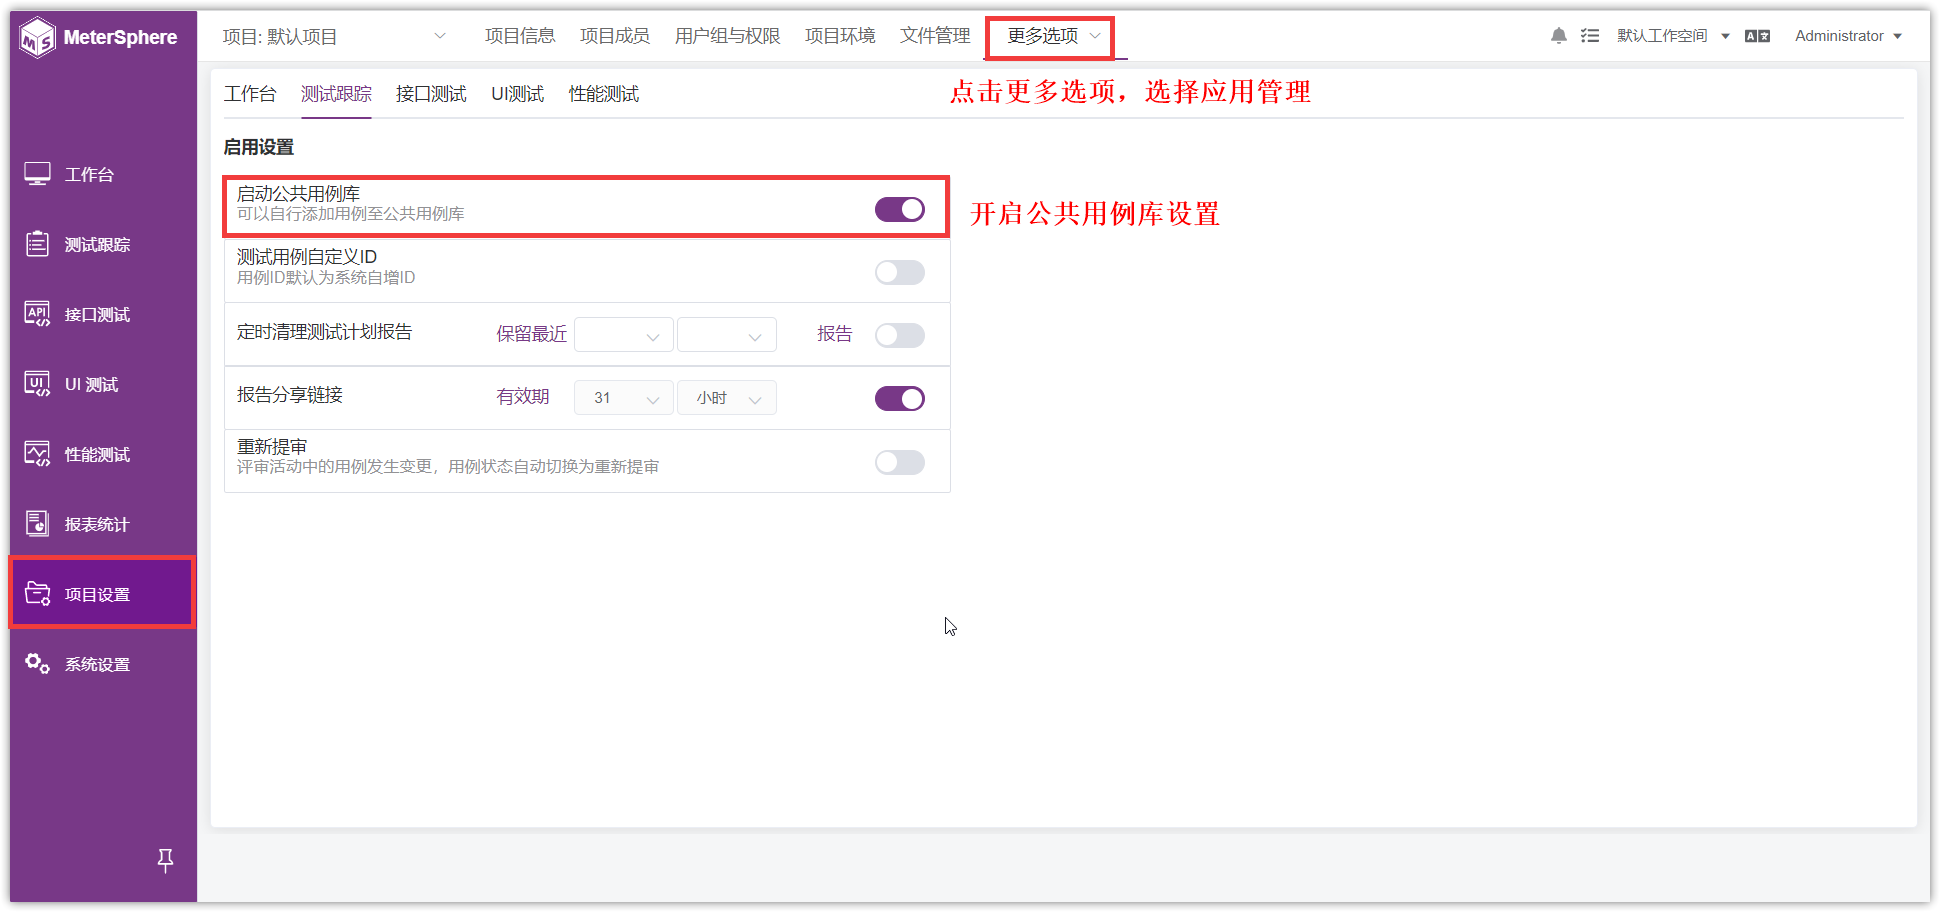 MeterSphere
项目: 默认项目 项目信息 项目成员 用户组与权限 项目环境 文件管理 更多选项 默认工作空间 Administrator
点击更多选项，选择应用管理
工作台 测试跟踪 接口测试 UI测试 性能测试
启用设置
启动公共用例库
可以自行添加用例至公共用例库
开启公共用例库设置
测试用例自定义ID
用例ID默认为系统自增ID
定时清理测试计划报告 保留最近 报告
报告分享链接 有效期 31 小时
重新提审
评审活动中的用例发生变更，用例状态自动切换为重新提审
工作台
测试跟踪
API 接口测试
UI UI 测试
性能测试
报表统计
项目设置
系统设置